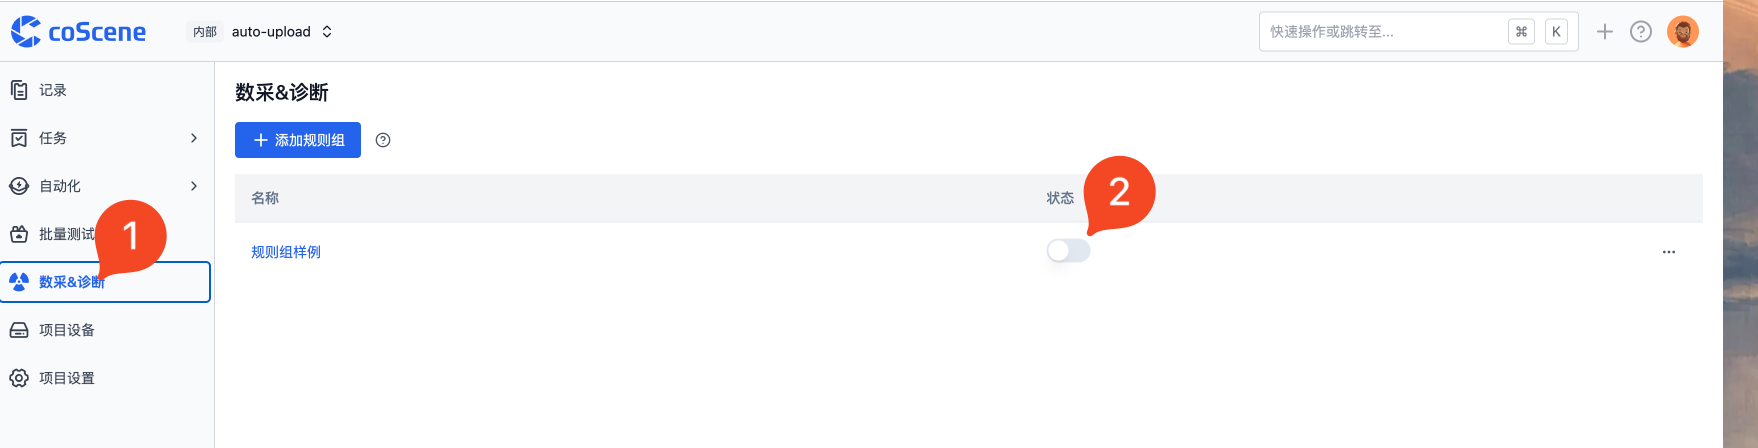 coScene 内部 auto-upload 快速操作或跳转至... ⌘ K
记录
任务
自动化
批量测试
1
数采&诊断
项目设备
项目设置
数采&诊断
添加规则组
名称 状态
2
规则组样例